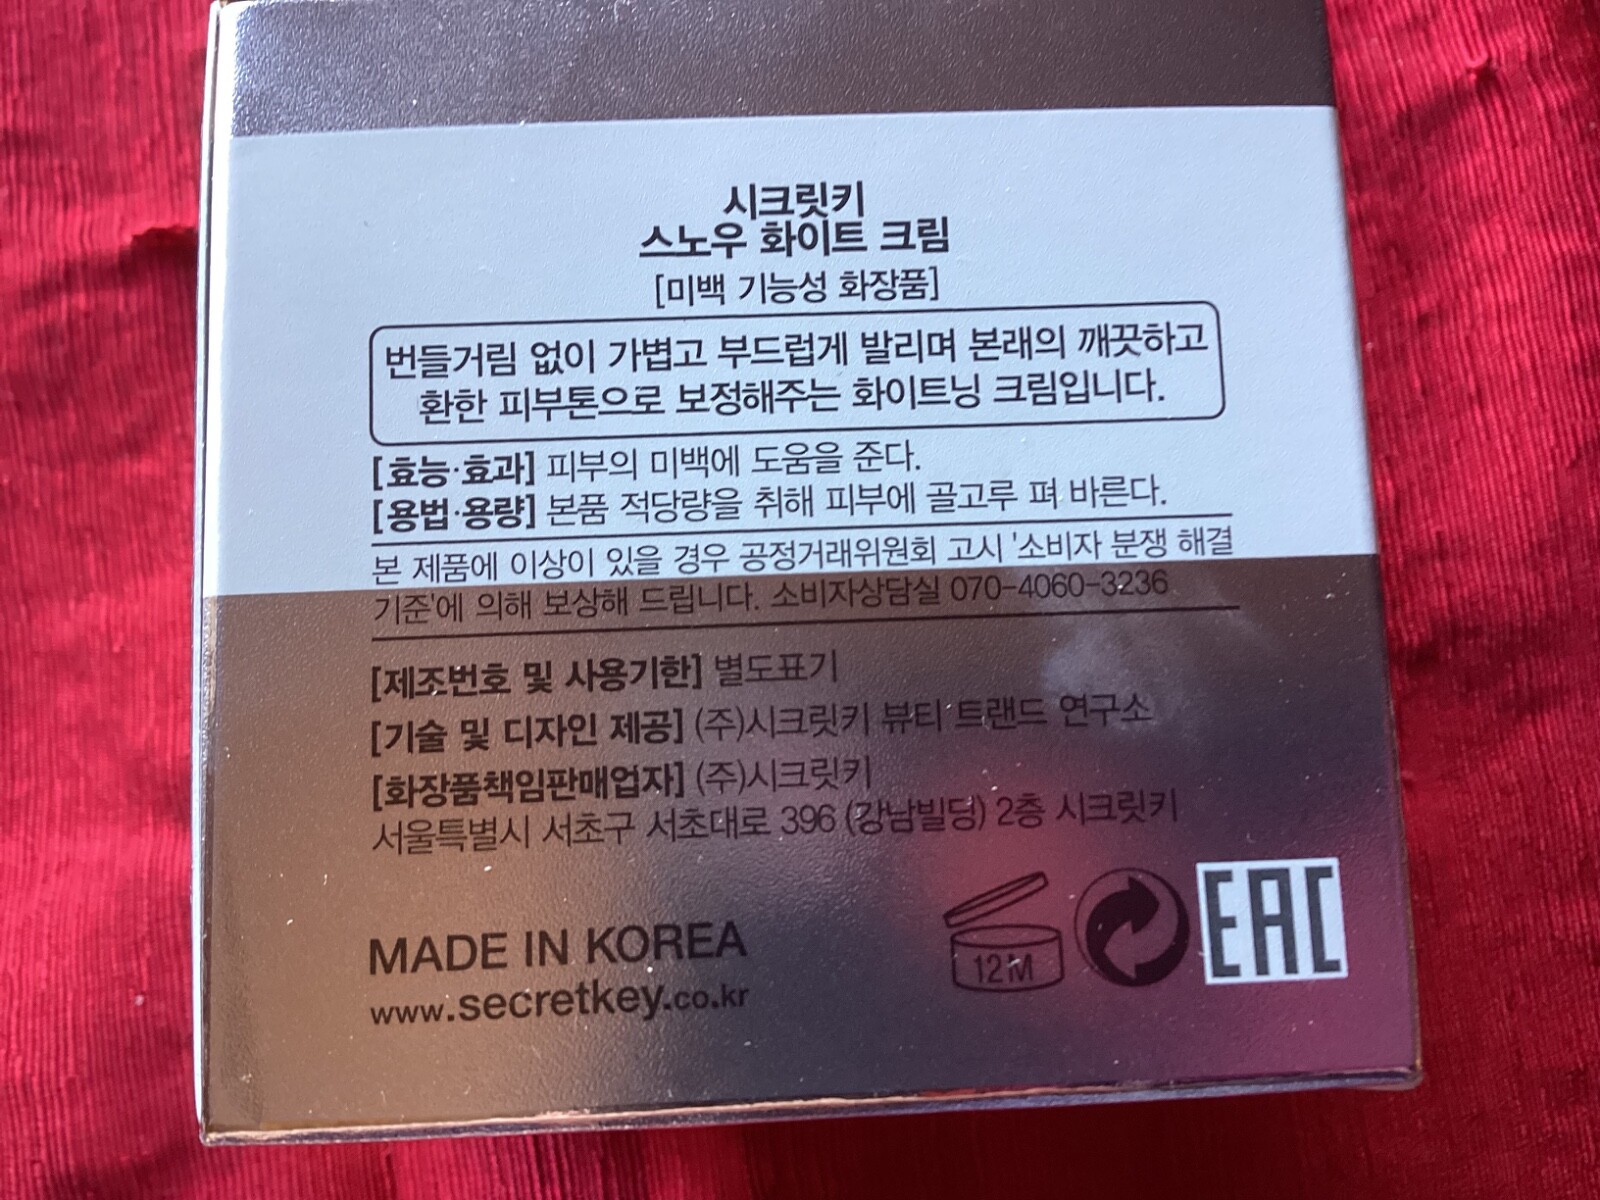 시크릿키
스노우 화이트 크림
[미백 기능성 화장품]
번들거림 없이 가볍고 부드럽게 발리며 본래의 깨끗하고
환한 피부톤으로 보정해주는 화이트닝 크림입니다.
[효능·효과] 피부의 미백에 도움을 준다.
[용법·용량] 본품 적당량을 취해 피부에 골고루 펴 바른다.
본 제품에 이상이 있을 경우 공정거래위원회 고시 '소비자 분쟁 해결
기준'에 의해 보상해 드립니다. 소비자상담실 070-4060-3236
[제조번호 및 사용기한] 별도표기
[기술 및 디자인 제공] (주)시크릿키 뷰티 트랜드 연구소
[화장품책임판매업자] (주)시크릿키
서울특별시 서초구 서초대로 396 (강남빌딩) 2층 시크릿키
MADE IN KOREA
www.secretkey.co.kr
12M
EAC